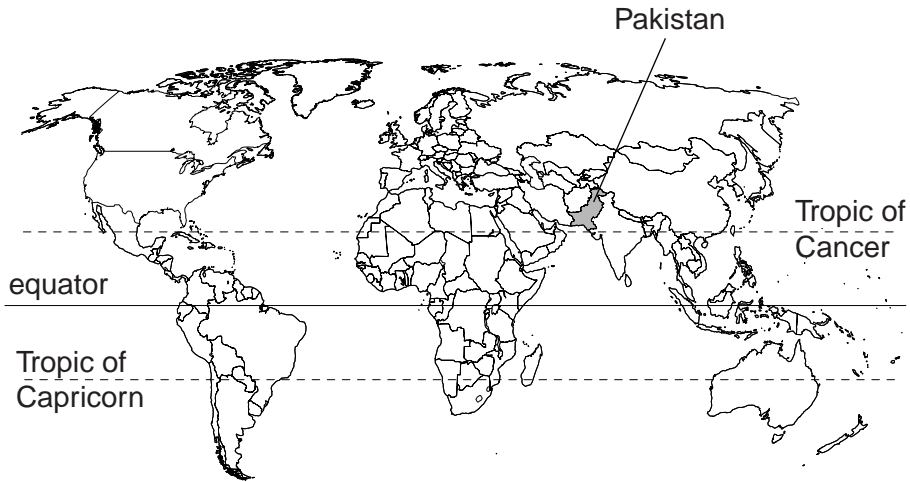 Pakistan
Tropic of
Cancer
equator
Tropic of
Capricorn